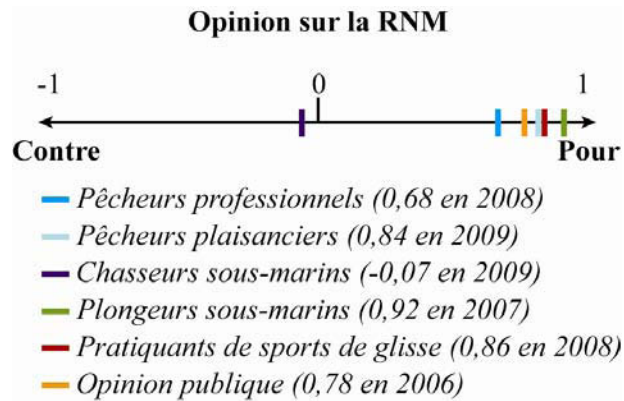 Opinion sur la RNM
-1 0 1
Contre Pour
Pêcheurs professionnels (0,68 en 2008)
Pêcheurs plaisanciers (0,84 en 2009)
Chasseurs sous-marins (-0,07 en 2009)
Plongeurs sous-marins (0,92 en 2007)
Pratiquants de sports de glisse (0,86 en 2008)
Opinion publique (0,78 en 2006)